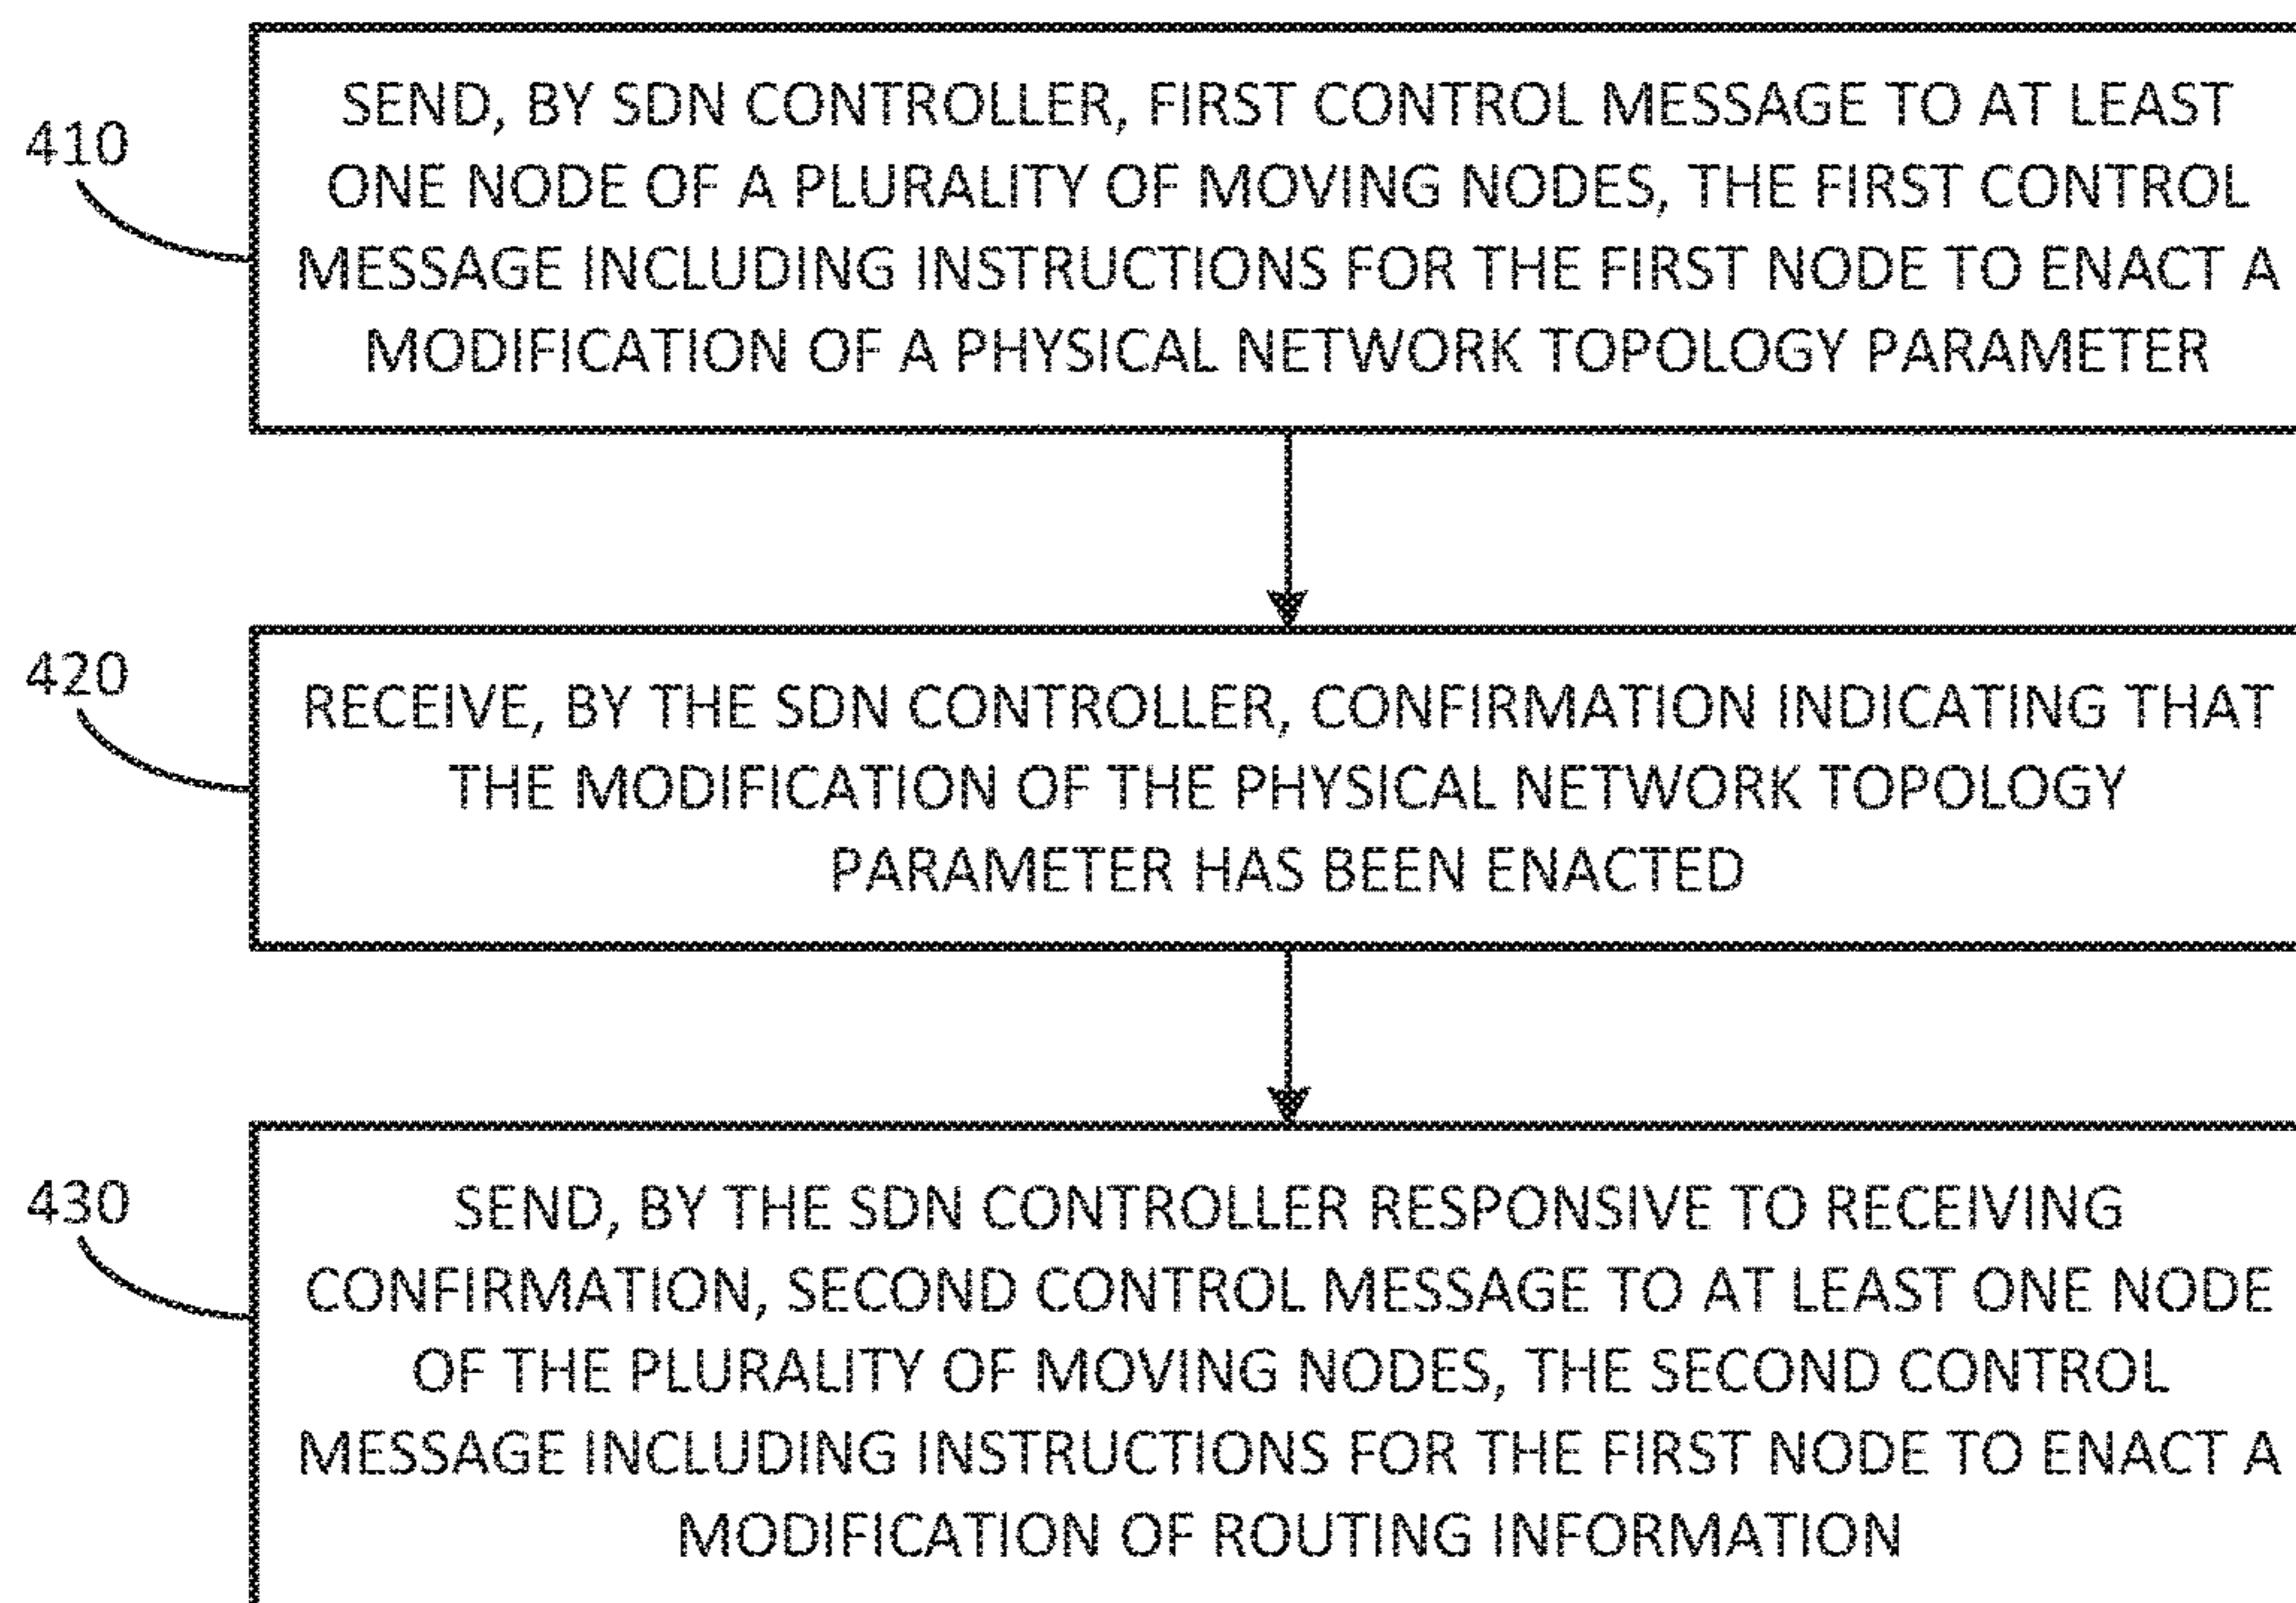 410
SEND, BY SDN CONTROLLER, FIRST CONTROL MESSAGE TO AT LEAST
ONE NODE OF A PLURALITY OF MOVING NODES, THE FIRST CONTROL
MESSAGE INCLUDING INSTRUCTIONS FOR THE FIRST NODE TO ENACT A
MODIFICATION OF A PHYSICAL NETWORK TOPOLOGY PARAMETER
420
RECEIVE, BY THE SDN CONTROLLER, CONFIRMATION INDICATING THAT
THE MODIFICATION OF THE PHYSICAL NETWORK TOPOLOGY
PARAMETER HAS BEEN ENACTED
430
SEND, BY THE SDN CONTROLLER RESPONSIVE TO RECEIVING
CONFIRMATION, SECOND CONTROL MESSAGE TO AT LEAST ONE NODE
OF THE PLURALITY OF MOVING NODES, THE SECOND CONTROL
MESSAGE INCLUDING INSTRUCTIONS FOR THE FIRST NODE TO ENACT A
MODIFICATION OF ROUTING INFORMATION